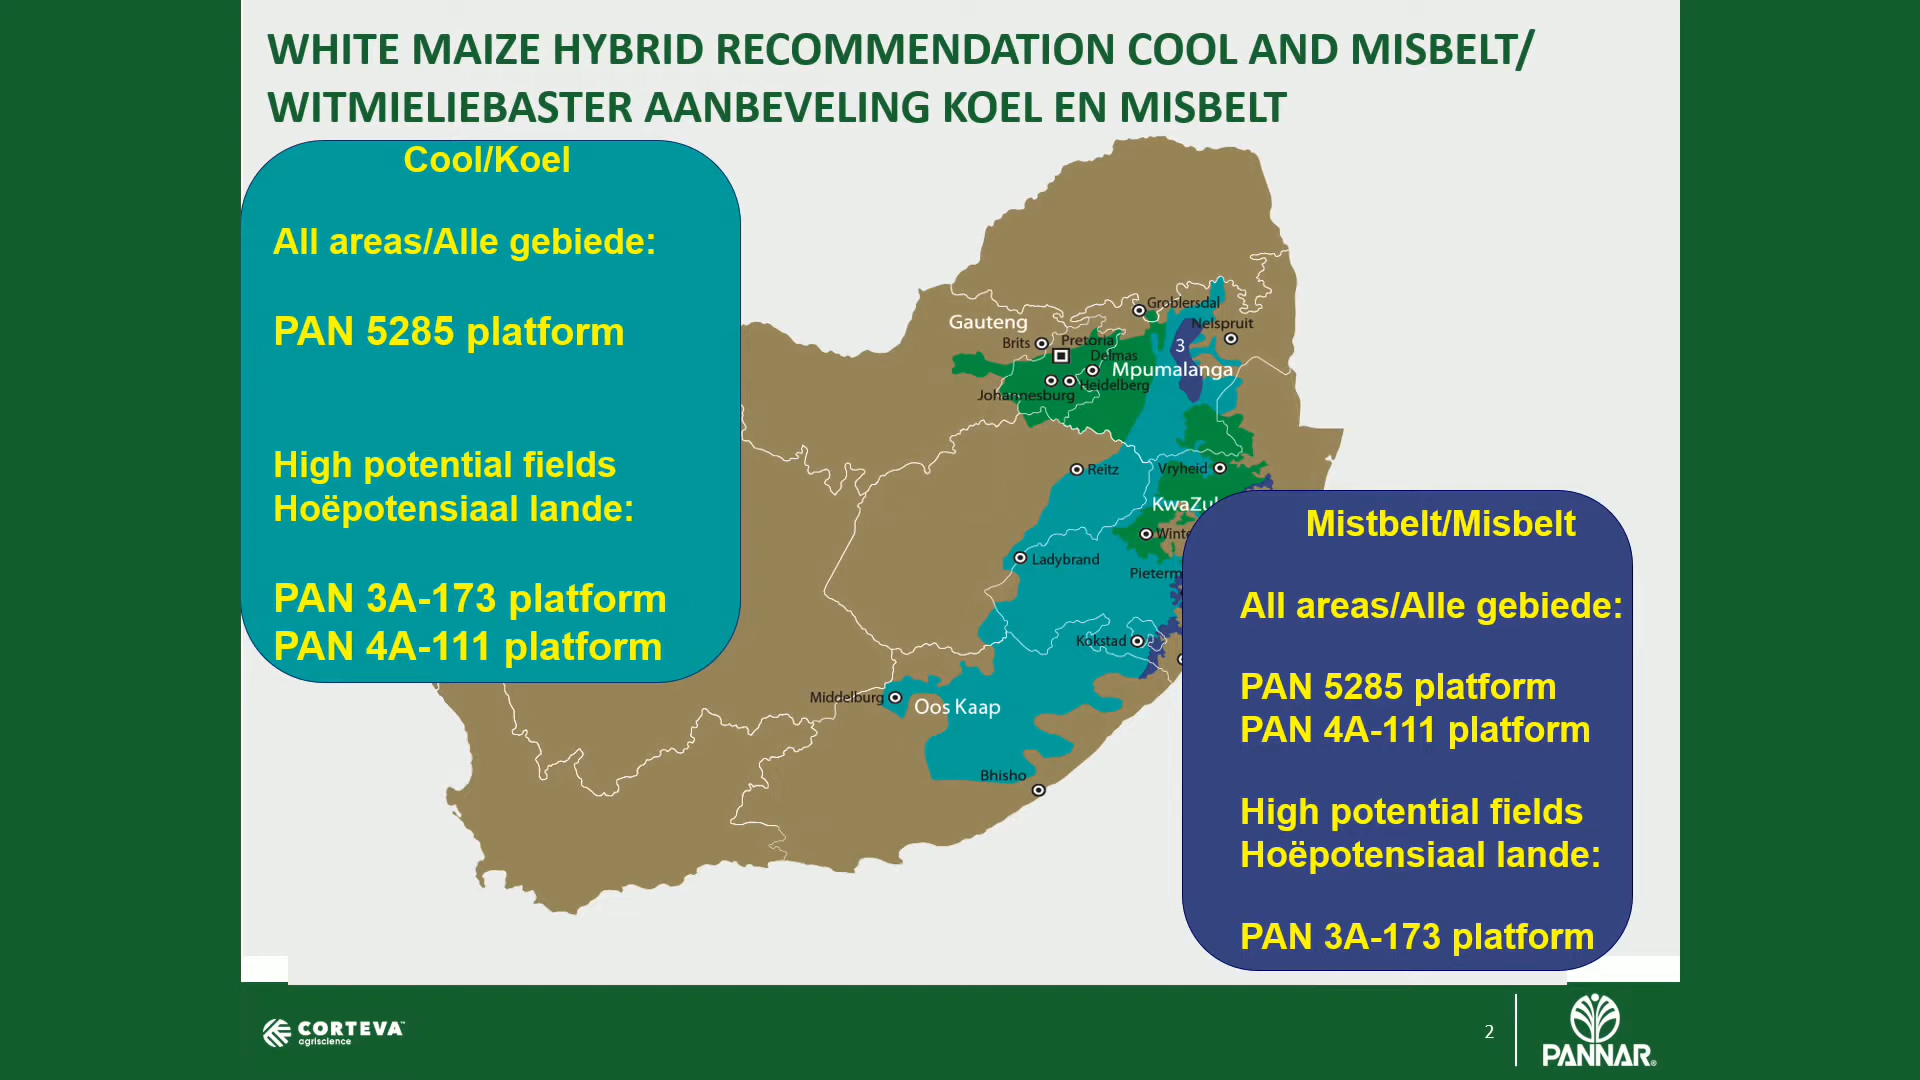 WHITE MAIZE HYBRID RECOMMENDATION COOL AND MISBELT/
WITMIELIEBASTER AANBEVELING KOEL EN MISBELT
Cool/Koel
All areas/Alle gebiede:
PAN 5285 platform
High potential fields
Hoëpotensiaal lande:
PAN 3A-173 platform
PAN 4A-111 platform
Groblersdal
Gauteng
Nelspruit
Brits
Pretoria
3
Delmas
Mpumalanga
Heidelberg
Johannesburg
Reitz
Vryheid
KwaZul
Winte
Ladybrand
Pieterm
Kokstad
Middelburg
Oos Kaap
Bhisho
Mistbelt/Misbelt
All areas/Alle gebiede:
PAN 5285 platform
PAN 4A-111 platform
High potential fields
Hoëpotensiaal lande:
PAN 3A-173 platform
CORTEVA™
agriscience
2
PANNAR®